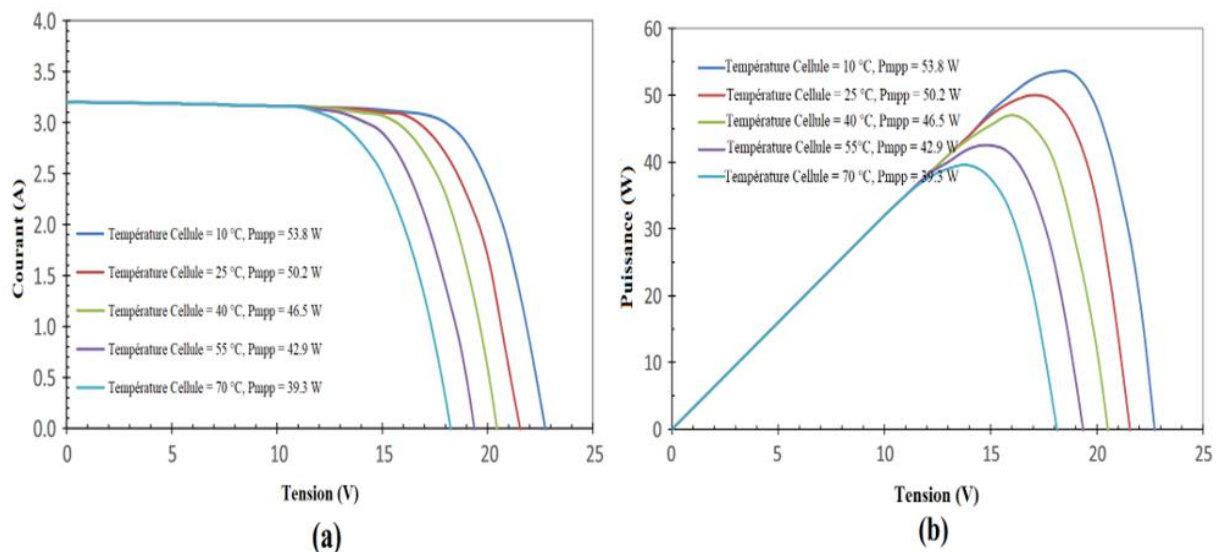 4.0
3.5
3.0
2.5
2.0
1.5
1.0
0.5
0.0
Courant (A)
Température Cellule = 10 °C, Pmpp = 53.8 W
Température Cellule = 25 °C, Pmpp = 50.2 W
Température Cellule = 40 °C, Pmpp = 46.5 W
Température Cellule = 55 °C, Pmpp = 42.9 W
Température Cellule = 70 °C, Pmpp = 39.3 W
0 5 10 15 20 25
Tension (V)
(a)
60
50
40
30
20
10
0
Puissance (W)
Température Cellule = 10 °C, Pmpp = 53.8 W
Température Cellule = 25 °C, Pmpp = 50.2 W
Température Cellule = 40 °C, Pmpp = 46.5 W
Température Cellule = 55°C, Pmpp = 42.9 W
Température Cellule = 70 °C, Pmpp = 39.3 W
0 5 10 15 20 25
Tension (V)
(b)